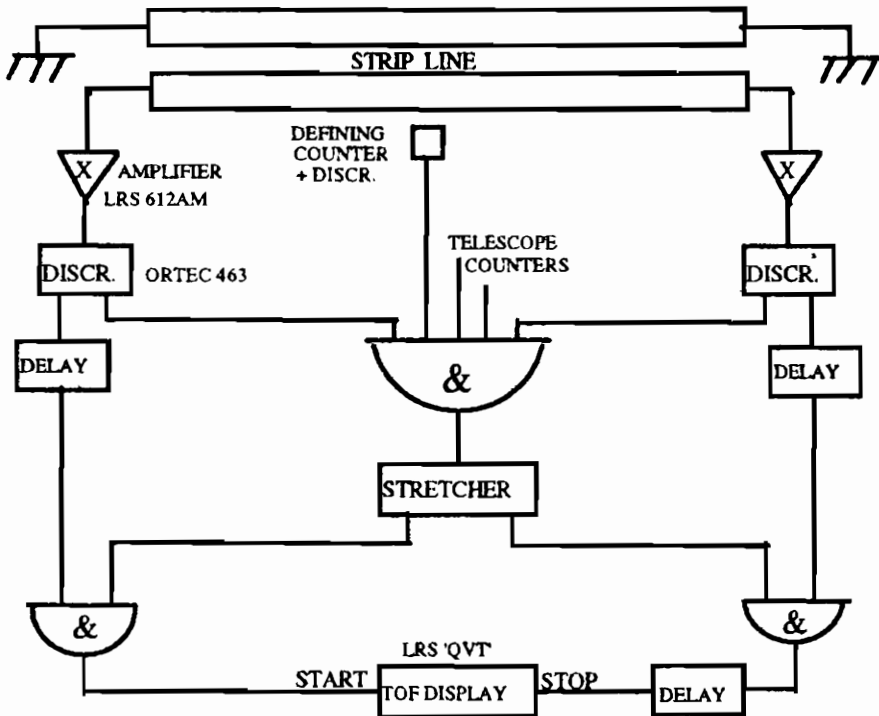 STRIP LINE
DEFINING
COUNTER
+ DISCR.
X
AMPLIFIER
LRS 612AM
X
TELESCOPE
COUNTERS
DISCR.
ORTEC 463
DISCR.
DELAY
DELAY
&
STRETCHER
&
&
LRS 'QVT'
START
TOF DISPLAY
STOP
DELAY